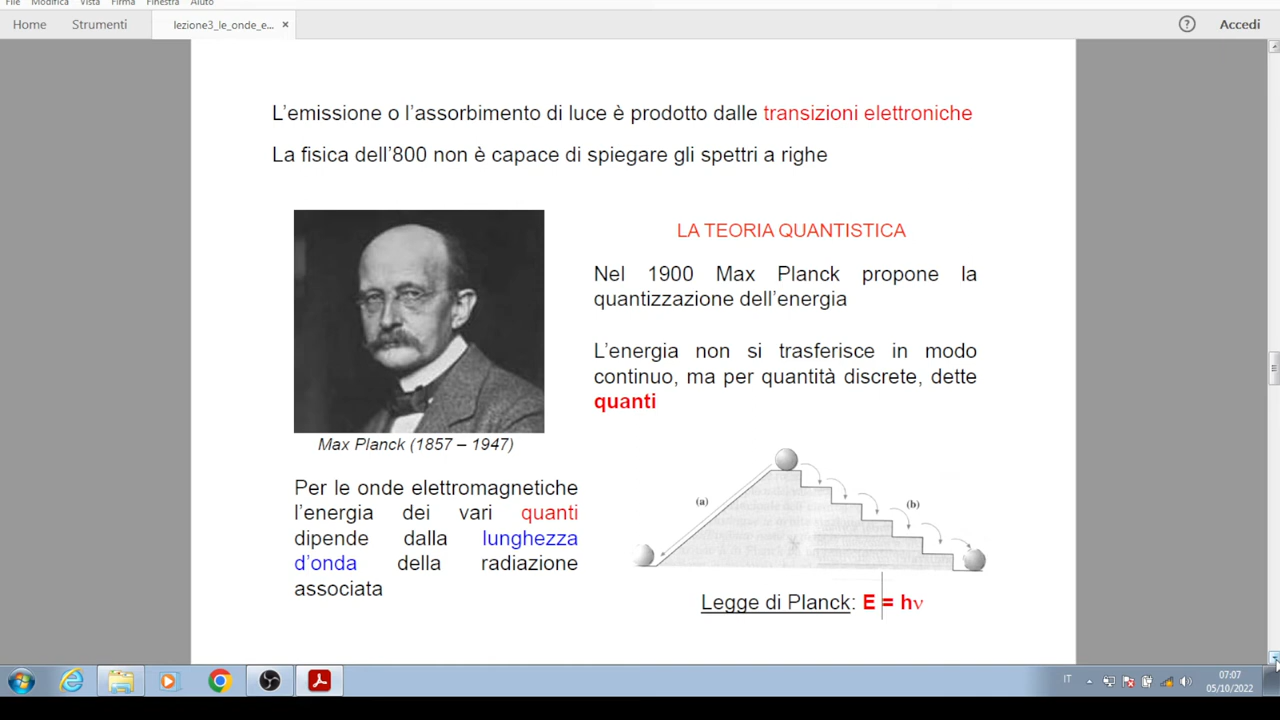 File Modifica Vista Firma Finestra Aiuto
Home Strumenti lezione3_le_onde_e... × ? Accedi
L’emissione o l’assorbimento di luce è prodotto dalle transizioni elettroniche
La fisica dell’800 non è capace di spiegare gli spettri a righe
LA TEORIA QUANTISTICA
Nel 1900 Max Planck propone la
quantizzazione dell’energia
L’energia non si trasferisce in modo
continuo, ma per quantità discrete, dette
quanti
Max Planck (1857 – 1947)
Per le onde elettromagnetiche
l’energia dei vari quanti
dipende dalla lunghezza
d’onda della radiazione
associata
(a)
(b)
Legge di Planck: E = hν
IT
07:07
05/10/2022